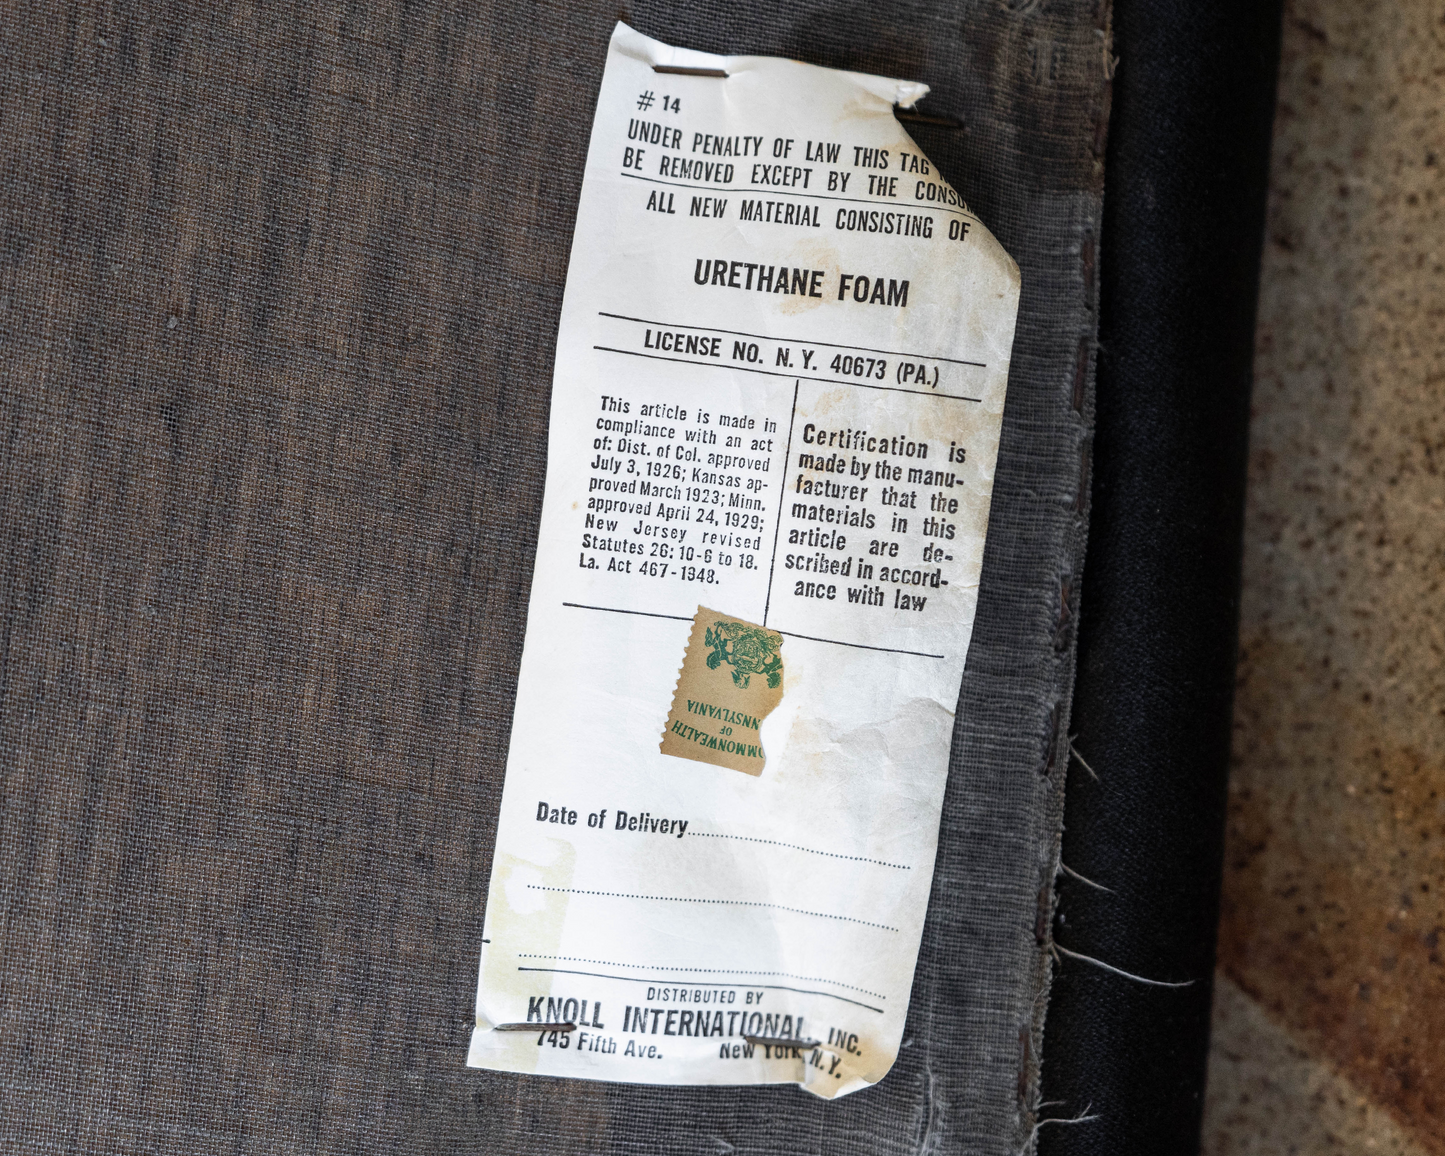 # 14
UNDER PENALTY OF LAW THIS TAG
BE REMOVED EXCEPT BY THE CONSU
ALL NEW MATERIAL CONSISTING OF
URETHANE FOAM
LICENSE NO. N. Y. 40673 (PA.)
This article is made in
compliance with an act
of: Dist. of Col. approved
July 3, 1926; Kansas ap-
proved March 1923; Minn.
approved April 24, 1929;
New Jersey revised
Statutes 26: 10-6 to 18.
La. Act 467-1948.
Certification is
made by the manu-
facturer that the
materials in this
article are de-
scribed in accord-
ance with law
OMMONWEALTH
OF
NNSYLVANIA
Date of Delivery
DISTRIBUTED BY
KNOLL INTERNATIONAL, INC.
745 Fifth Ave. New York, N.Y.